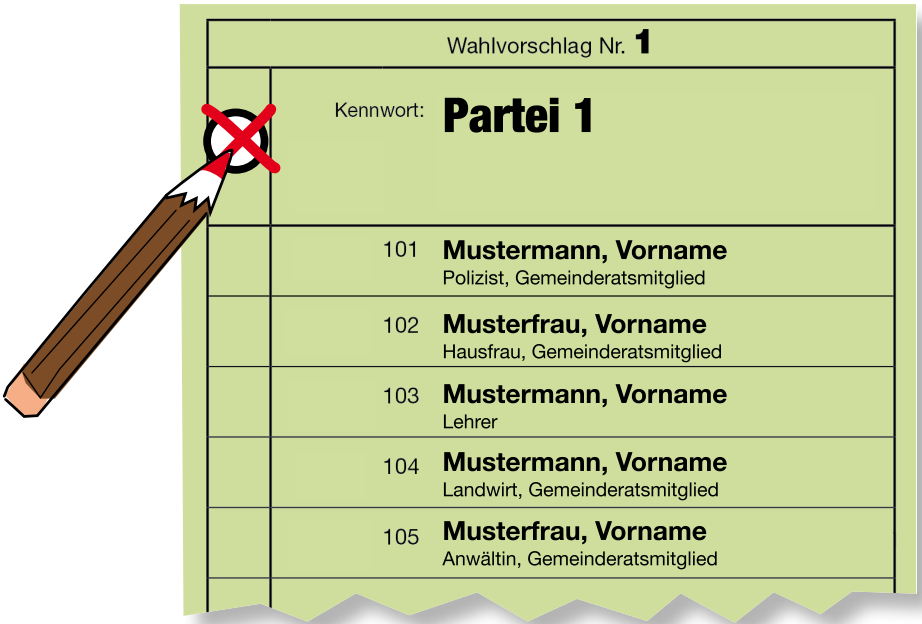 Wahlvorschlag Nr. 1
Kennwort: Partei 1
101 Mustermann, Vorname
Polizist, Gemeinderatsmitglied
102 Musterfrau, Vorname
Hausfrau, Gemeinderatsmitglied
103 Mustermann, Vorname
Lehrer
104 Mustermann, Vorname
Landwirt, Gemeinderatsmitglied
105 Musterfrau, Vorname
Anwältin, Gemeinderatsmitglied